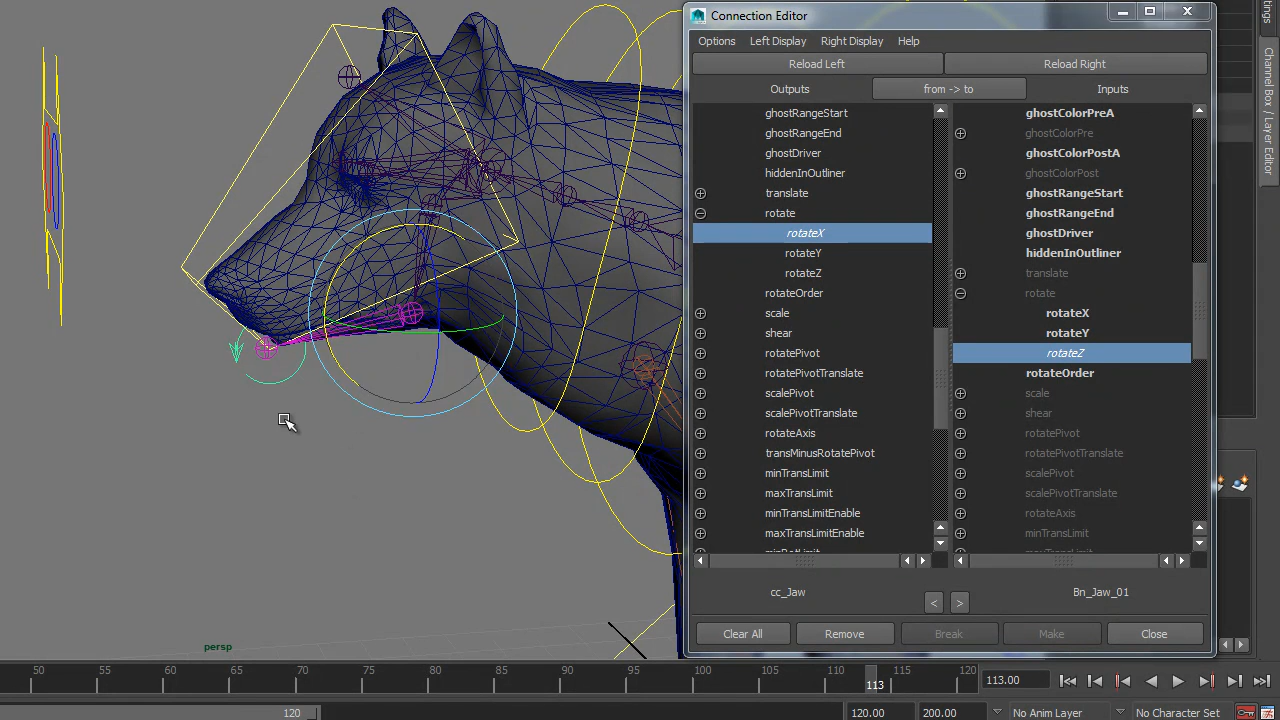 Connection Editor
Options Left Display Right Display Help
Reload Left Reload Right
Outputs from -> to Inputs
ghostRangeStart
ghostRangeEnd
ghostDriver
hiddenInOutliner
translate
rotate
rotateX
rotateY
rotateZ
rotateOrder
scale
shear
rotatePivot
rotatePivotTranslate
scalePivot
scalePivotTranslate
rotateAxis
transMinusRotatePivot
minTransLimit
maxTransLimit
minTransLimitEnable
maxTransLimitEnable
ghostColorPreA
ghostColorPre
ghostColorPostA
ghostColorPost
ghostRangeStart
ghostRangeEnd
ghostDriver
hiddenInOutliner
translate
rotate
rotateX
rotateY
rotateZ
rotateOrder
scale
shear
rotatePivot
rotatePivotTranslate
scalePivot
scalePivotTranslate
rotateAxis
minTransLimit
cc_Jaw < > Bn_Jaw_01
Clear All Remove Break Make Close
Channel Box / Layer Editor
persp
50 55 60 65 70 75 80 85 90 95 100 105 110 115 120
113 113.00
120 120.00 200.00 No Anim Layer No Character Set